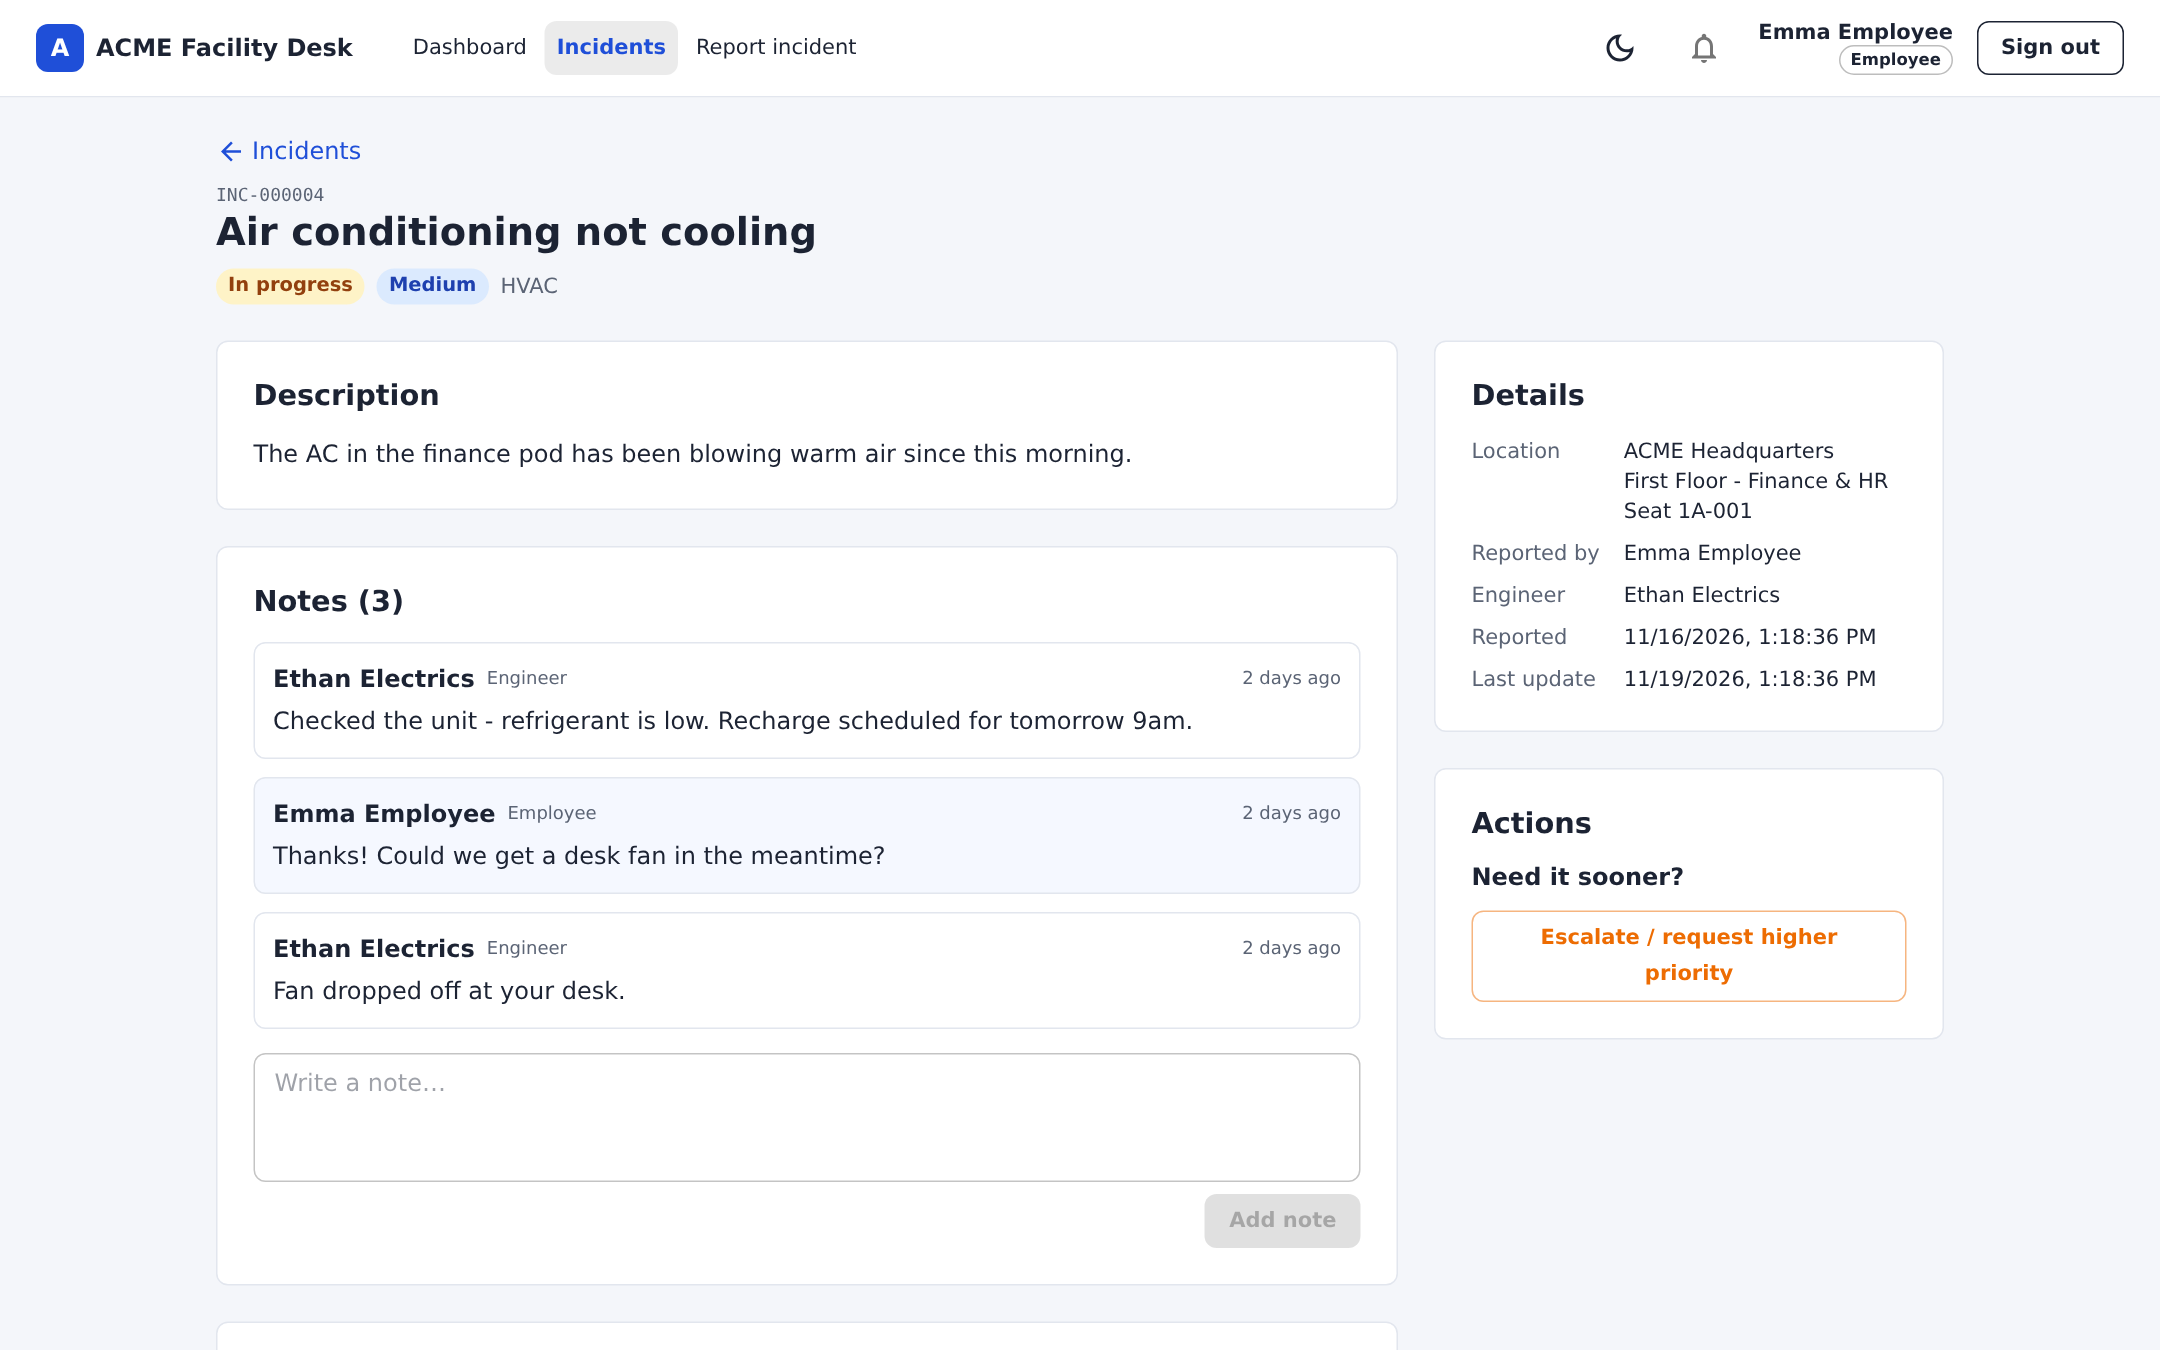 A ACME Facility Desk Dashboard Incidents Report incident Emma Employee Employee Sign out
Incidents
INC-000004
Air conditioning not cooling
In progress Medium HVAC
Description
The AC in the finance pod has been blowing warm air since this morning.
Notes (3)
Ethan Electrics Engineer 2 days ago
Checked the unit - refrigerant is low. Recharge scheduled for tomorrow 9am.
Emma Employee Employee 2 days ago
Thanks! Could we get a desk fan in the meantime?
Ethan Electrics Engineer 2 days ago
Fan dropped off at your desk.
Write a note...
Add note
Details
Location ACME Headquarters
First Floor - Finance & HR
Seat 1A-001
Reported by Emma Employee
Engineer Ethan Electrics
Reported 11/16/2026, 1:18:36 PM
Last update 11/19/2026, 1:18:36 PM
Actions
Need it sooner?
Escalate / request higher
priority